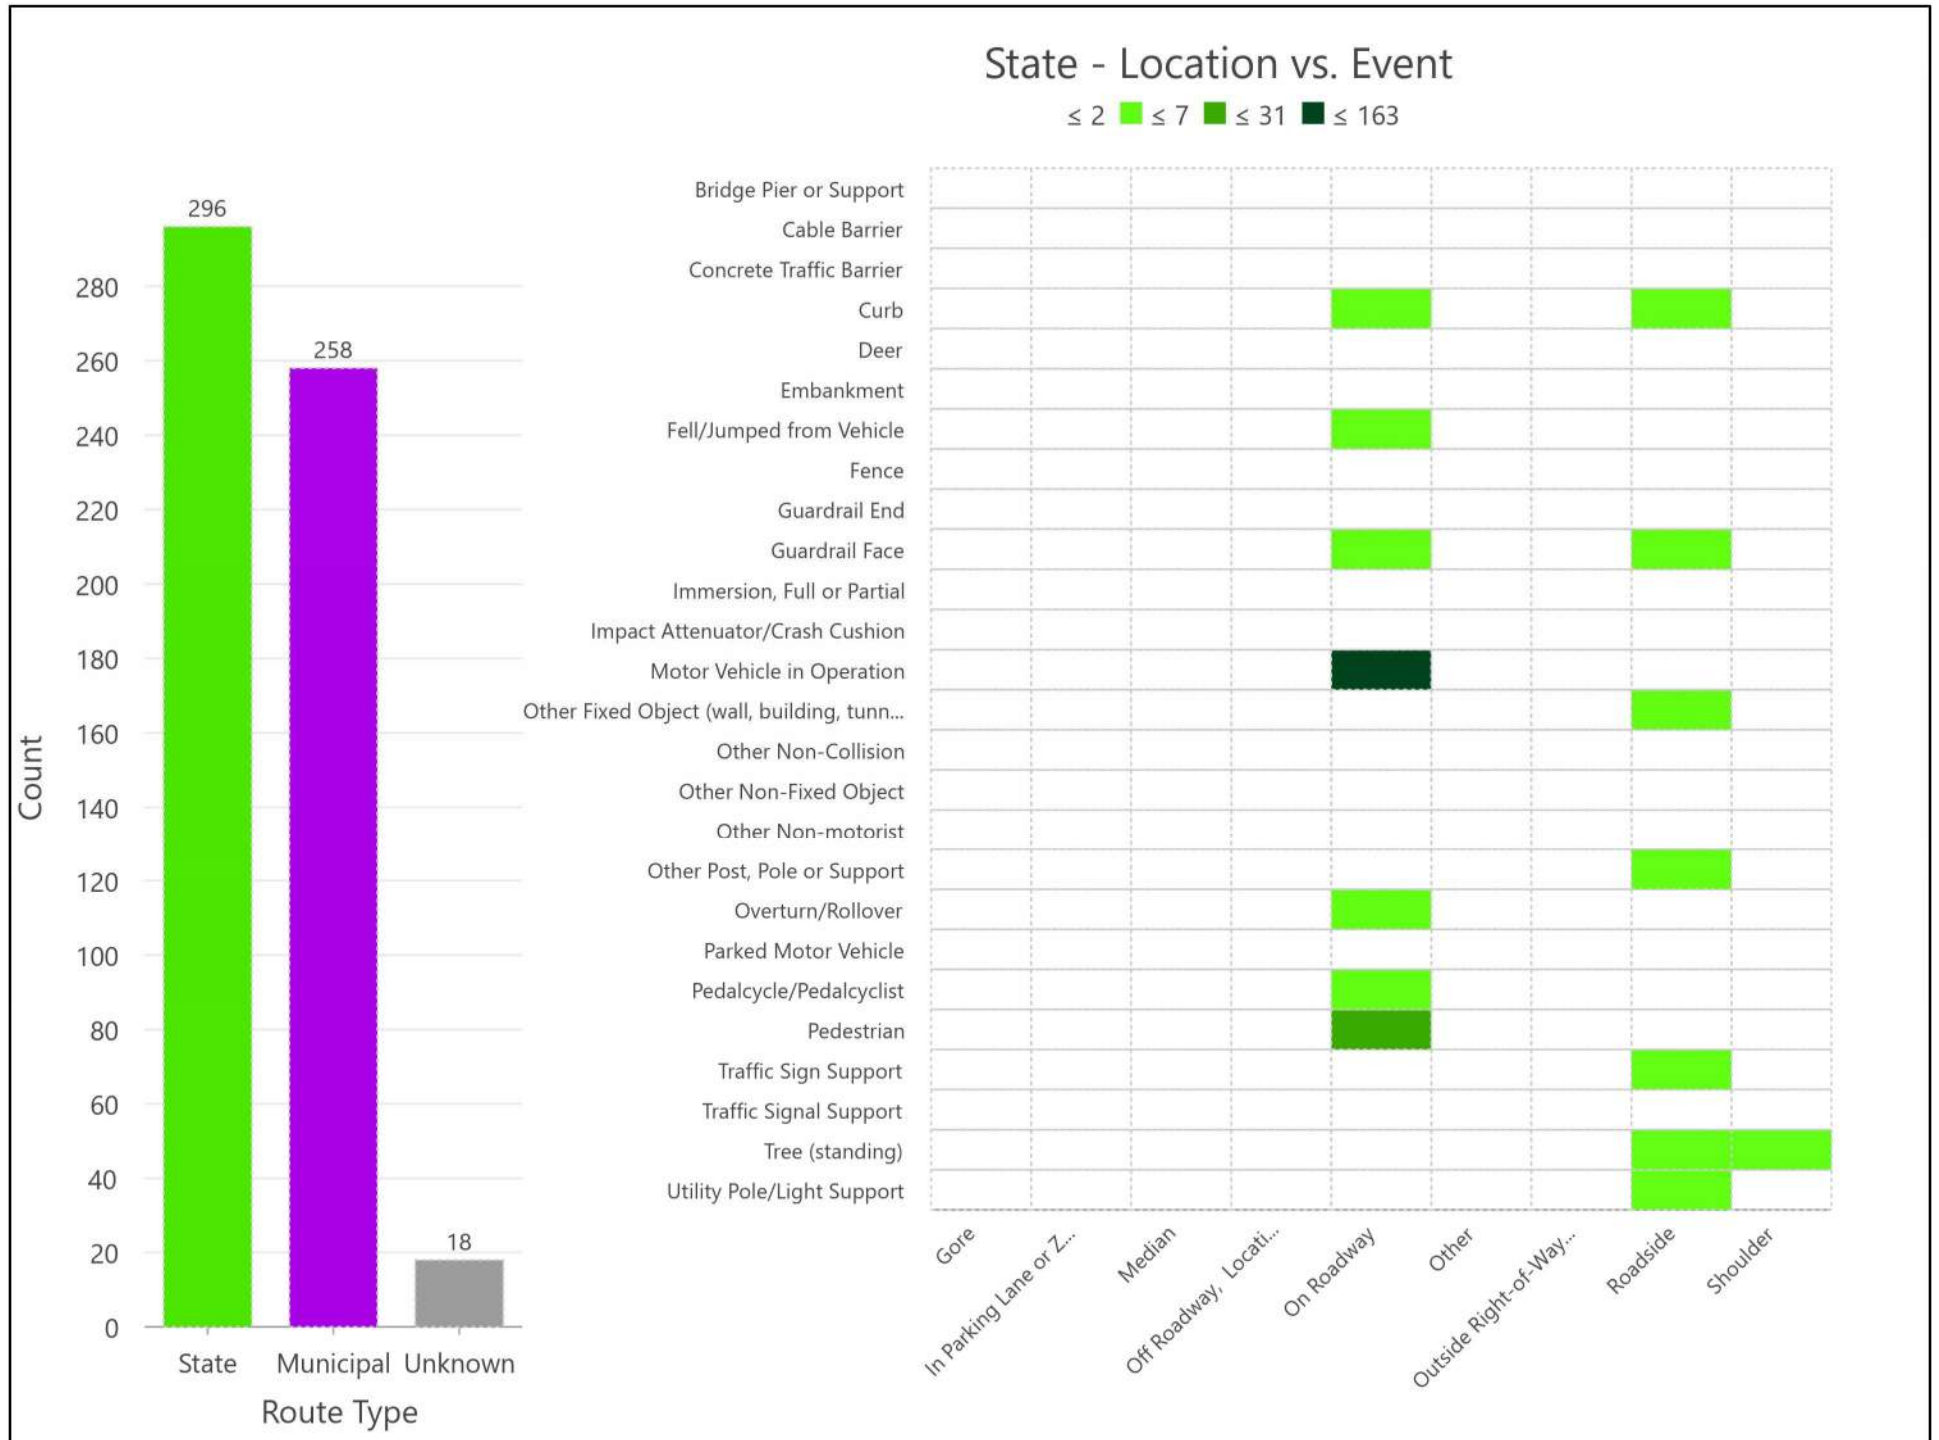 296
258
18
280
260
240
220
200
180
160
140
120
100
80
60
40
20
0
Count
State Municipal Unknown
Route Type
State - Location vs. Event
≤ 2 ≤ 7 ≤ 31 ≤ 163
Bridge Pier or Support
Cable Barrier
Concrete Traffic Barrier
Curb
Deer
Embankment
Fell/Jumped from Vehicle
Fence
Guardrail End
Guardrail Face
Immersion, Full or Partial
Impact Attenuator/Crash Cushion
Motor Vehicle in Operation
Other Fixed Object (wall, building, tunn...
Other Non-Collision
Other Non-Fixed Object
Other Non-motorist
Other Post, Pole or Support
Overturn/Rollover
Parked Motor Vehicle
Pedalcycle/Pedalcyclist
Pedestrian
Traffic Sign Support
Traffic Signal Support
Tree (standing)
Utility Pole/Light Support
Gore
In Parking Lane or Z...
Median
Off Roadway, Locati...
On Roadway
Other
Outside Right-of-Way...
Roadside
Shoulder